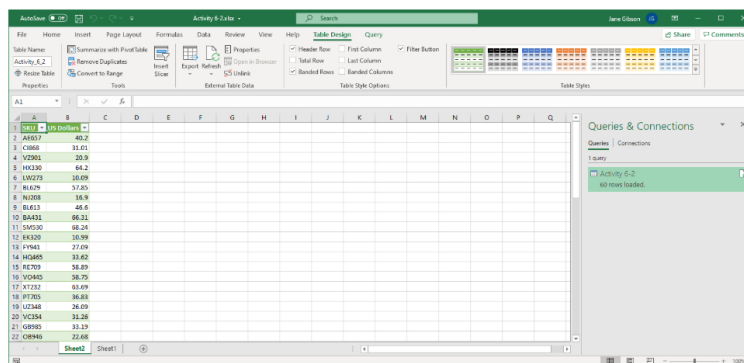 AutoSave Off Activity 6-2.xlsx Search Jane Gibson JG
File Home Insert Page Layout Formulas Data Review View Help Table Design Query Share Comments
Table Name: Summarize with PivotTable Properties Header Row First Column Filter Button
Activity_6_2 Remove Duplicates Insert Slicer Export Refresh Open in Browser Total Row Last Column
Resize Table Convert to Range Unlink Banded Rows Banded Columns
Properties Tools External Table Data Table Style Options Table Styles
A1 fx
A B C D E F G H I J K L M N O P Q
1 SKU US Dollars
2 AE657 40.2
3 CI868 31.01
4 VZ901 20.9
5 HX330 64.2
6 LW273 10.09
7 BL629 57.85
8 NJ208 16.9
9 BL613 46.6
10 BA431 66.31
11 SM530 68.24
12 EK320 10.99
13 FY941 27.09
14 HQ465 33.62
15 RE709 58.89
16 VO445 58.75
17 XT232 63.69
18 PT705 36.83
19 UZ348 26.09
20 VC354 31.26
21 GB985 33.19
22 OB946 22.68
Queries & Connections
Queries Connections
1 query
Activity 6-2
60 rows loaded.
Sheet2 Sheet1
100%